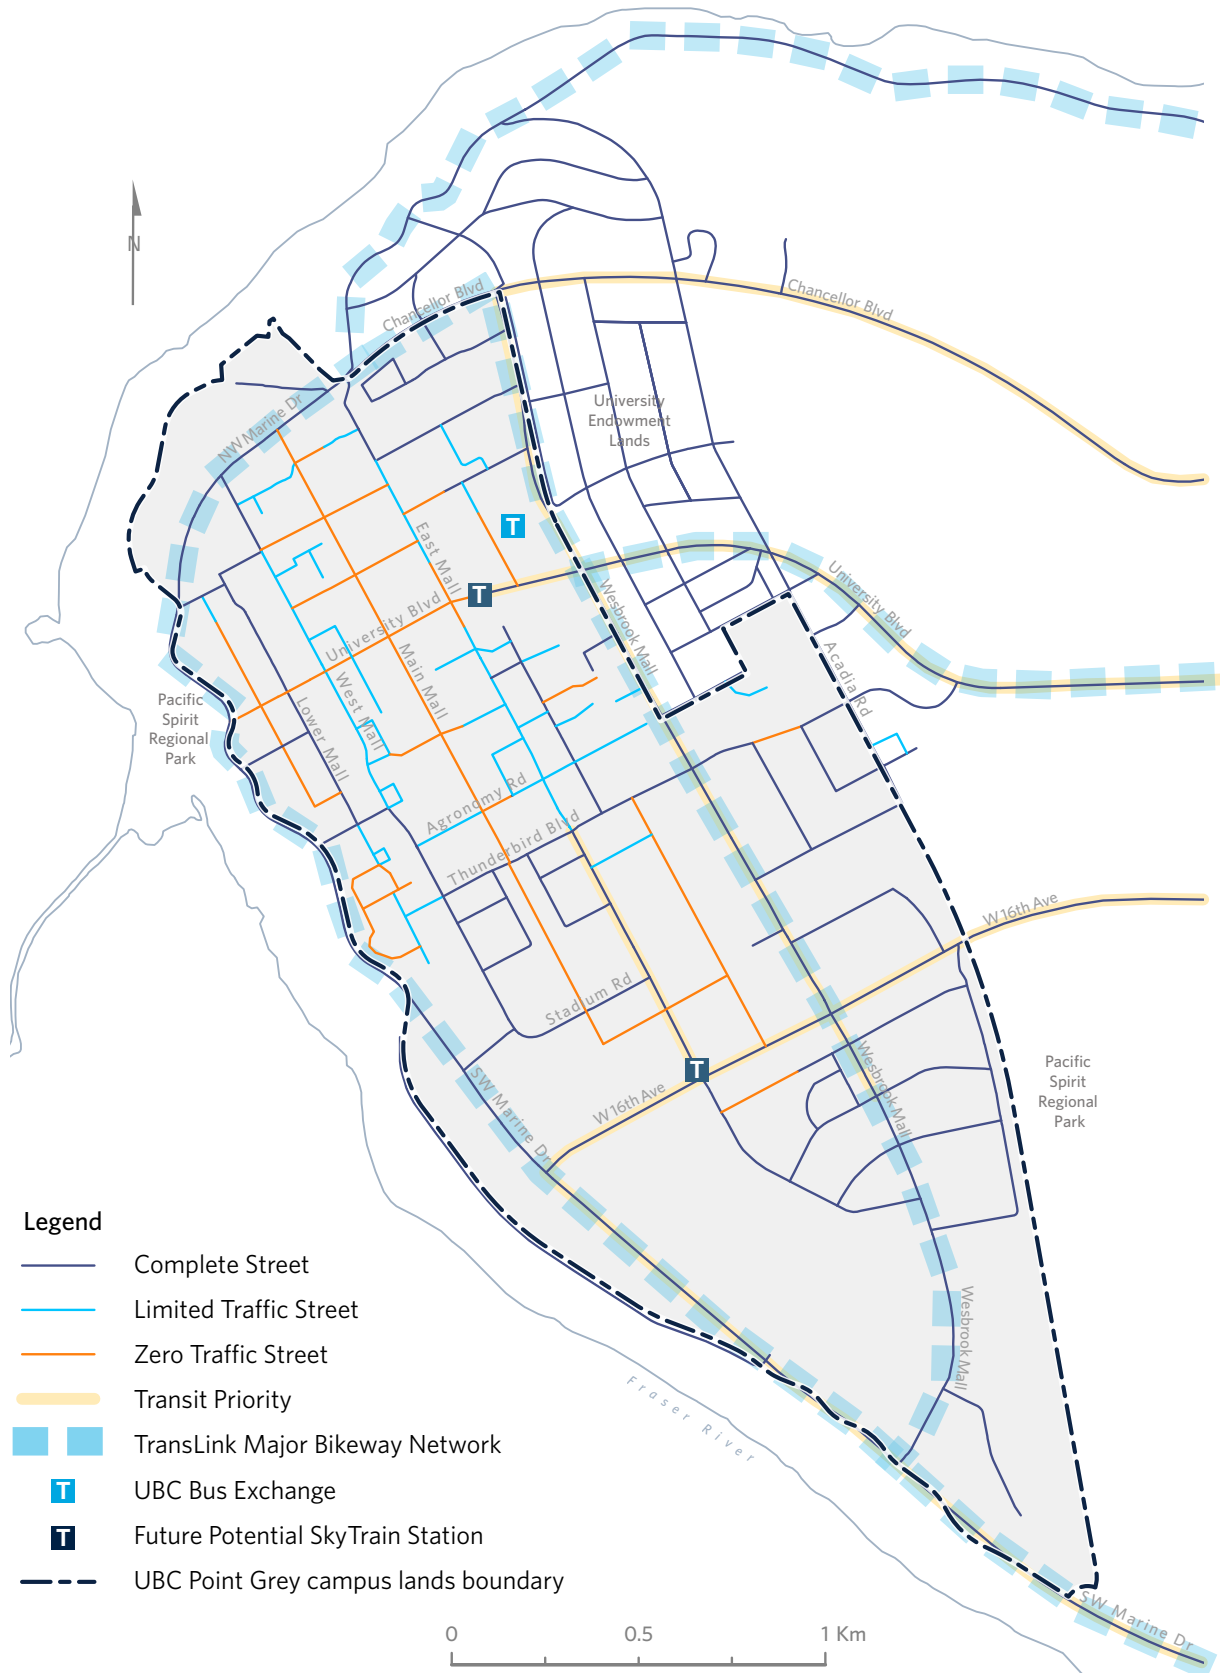 N
Chancellor Blvd
Chancellor Blvd
NW Marine Dr
University
Endowment
Lands
East Mall
University Blvd
Wesbrook Mall
University Blvd
Main Mall
West Mall
Lower Mall
Acadia Rd
Pacific
Spirit
Regional
Park
Agronomy Rd
Thunderbird Blvd
W 16th Ave
Stadium Rd
Pacific
Spirit
Regional
Park
W 16th Ave
SW Marine Dr
Wesbrook Mall
Wesbrook Mall
Fraser River
SW Marine Dr
T
T
T
Legend
Complete Street
Limited Traffic Street
Zero Traffic Street
Transit Priority
TransLink Major Bikeway Network
T UBC Bus Exchange
T Future Potential SkyTrain Station
UBC Point Grey campus lands boundary
0 0.5 1 Km